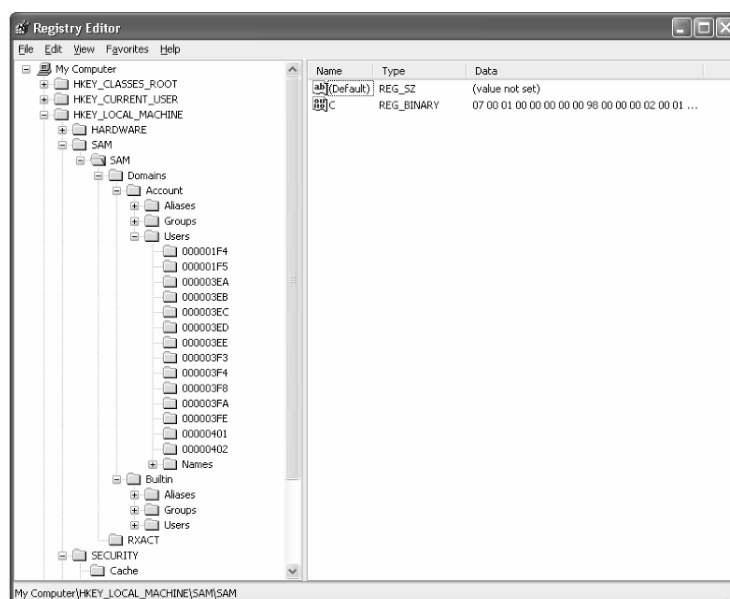 Registry Editor
File Edit View Favorites Help
My Computer
HKEY_CLASSES_ROOT
HKEY_CURRENT_USER
HKEY_LOCAL_MACHINE
HARDWARE
SAM
SAM
Domains
Account
Aliases
Groups
Users
000001F4
000001F5
000003EA
000003EB
000003EC
000003ED
000003EE
000003F3
000003F4
000003F8
000003FA
000003FE
00000401
00000402
Names
Builtin
Aliases
Groups
Users
RXACT
SECURITY
Cache
Name Type Data
(Default) REG_SZ (value not set)
C REG_BINARY 07 00 01 00 00 00 00 00 98 00 00 00 02 00 01 ...
My Computer\HKEY_LOCAL_MACHINE\SAM\SAM